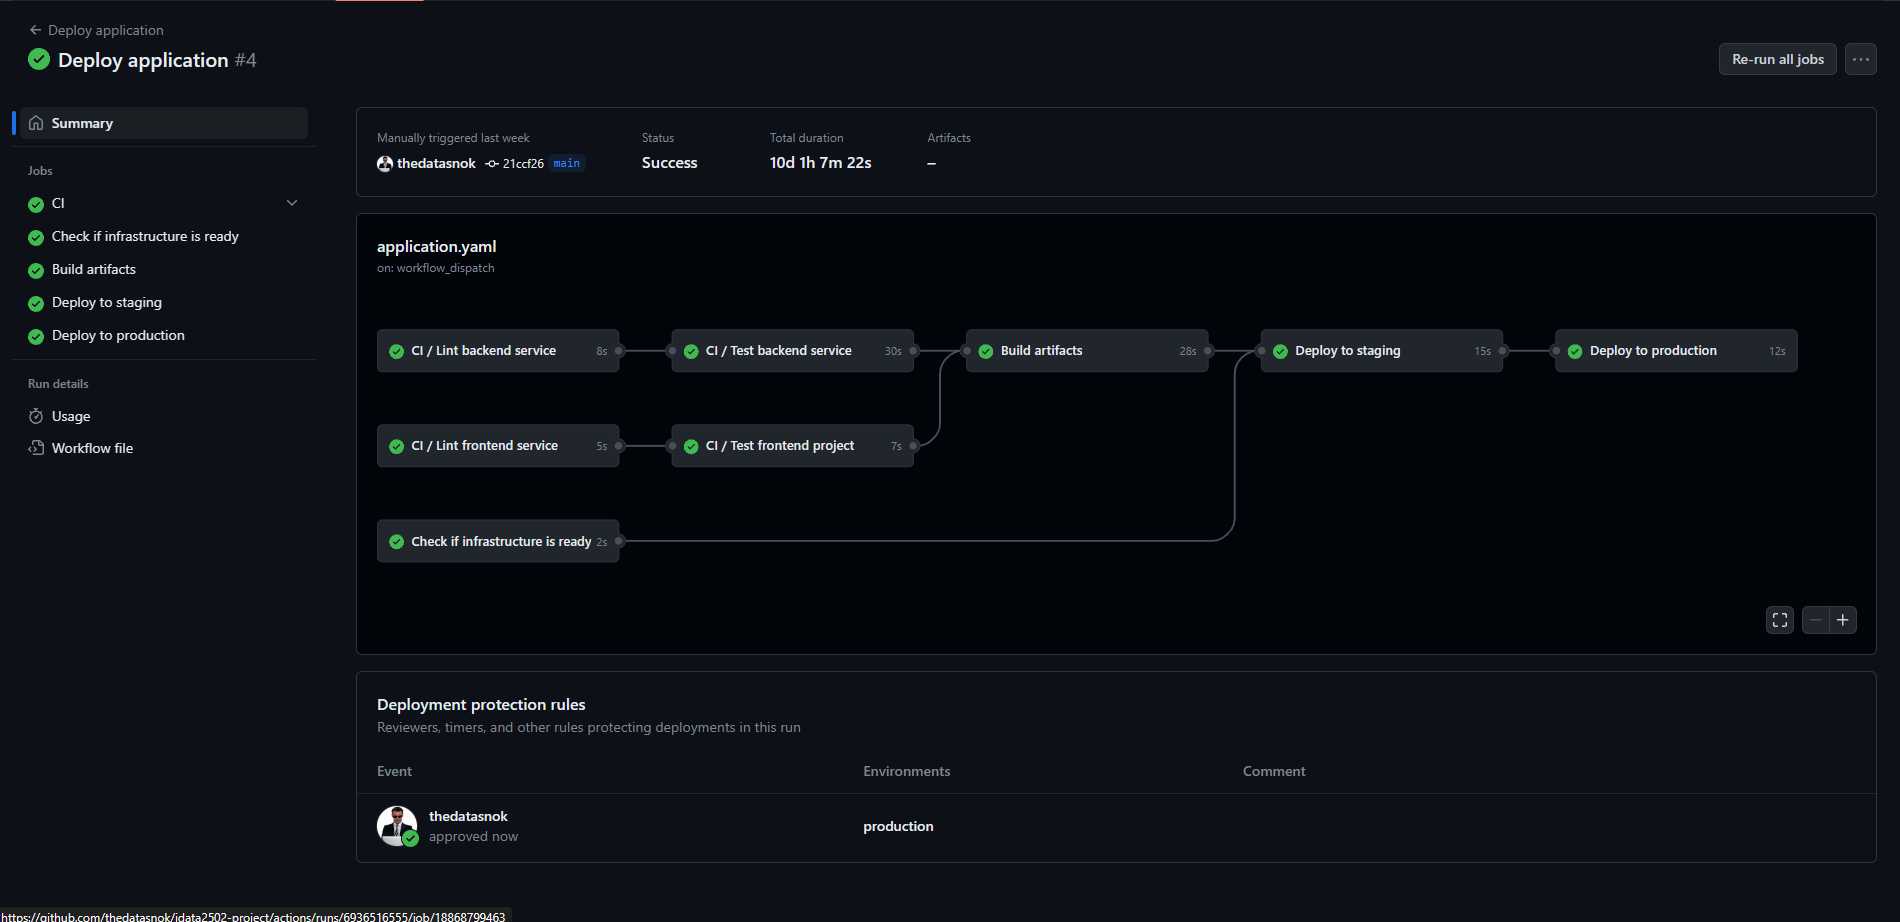 Deploy application
Deploy application #4
Re-run all jobs
Summary
Jobs
CI
Check if infrastructure is ready
Build artifacts
Deploy to staging
Deploy to production
Run details
Usage
Workflow file
Manually triggered last week
thedatasnok 21ccf26 main
Status
Success
Total duration
10d 1h 7m 22s
Artifacts
–
application.yaml
on: workflow_dispatch
CI / Lint backend service 8s
CI / Test backend service 30s
Build artifacts 28s
Deploy to staging 15s
Deploy to production 12s
CI / Lint frontend service 5s
CI / Test frontend project 7s
Check if infrastructure is ready 2s
Deployment protection rules
Reviewers, timers, and other rules protecting deployments in this run
Event Environments Comment
thedatasnok
approved now
production
https://github.com/thedatasnok/idata2502-project/actions/runs/6936516555/job/18868799463